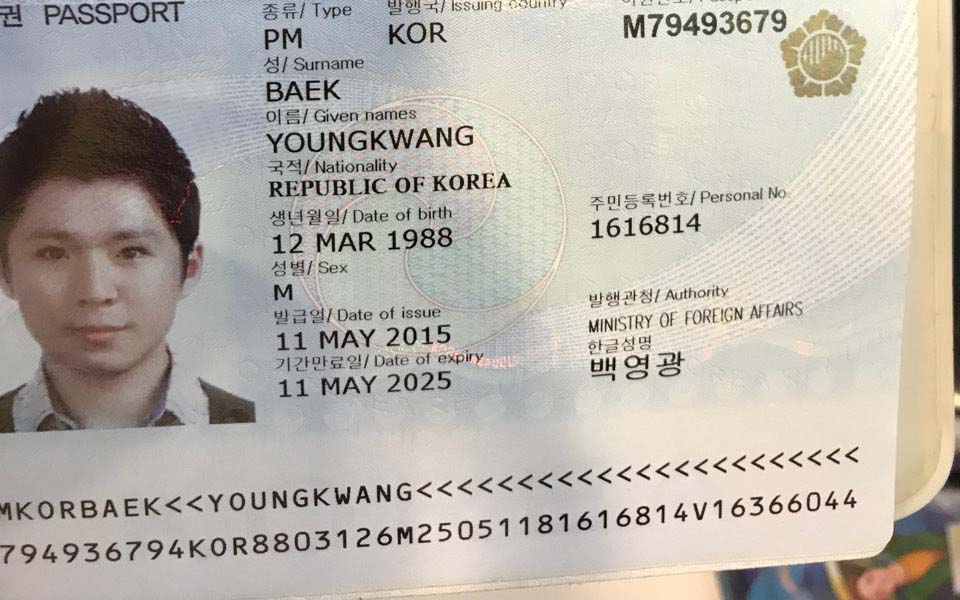 권 PASSPORT
종류/ Type 발행국/ Issuing country
PM KOR M79493679
성/ Surname
BAEK
이름/ Given names
YOUNGKWANG
국적/ Nationality
REPUBLIC OF KOREA
생년월일/ Date of birth 주민등록번호/ Personal No.
12 MAR 1988 1616814
성별/ Sex
M
발급일/ Date of issue 발행관청/ Authority
11 MAY 2015 MINISTRY OF FOREIGN AFFAIRS
기간만료일/ Date of expiry 한글성명
11 MAY 2025 백영광
MKORBAEK<<YOUNGKWANG<<<<<<<<<<<<<<<<<<<<<<<
794936794KOR8803126M25051181616814V16366044